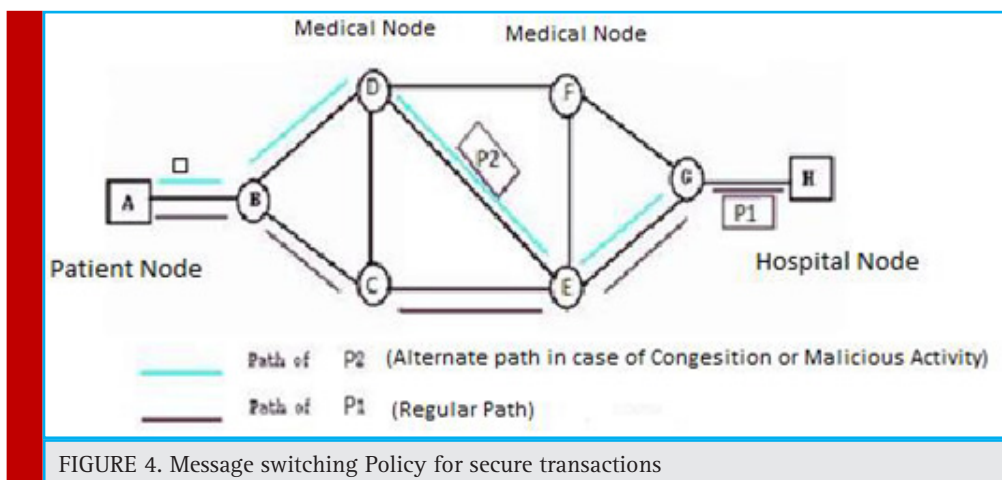 Medical Node
Medical Node
D
F
P2
A
B
G
H
P1
Patient Node
Hospital Node
C
E
Path of P2 (Alternate path in case of Congesition or Malicious Activity)
Path of P1 (Regular Path)
FIGURE 4. Message switching Policy for secure transactions